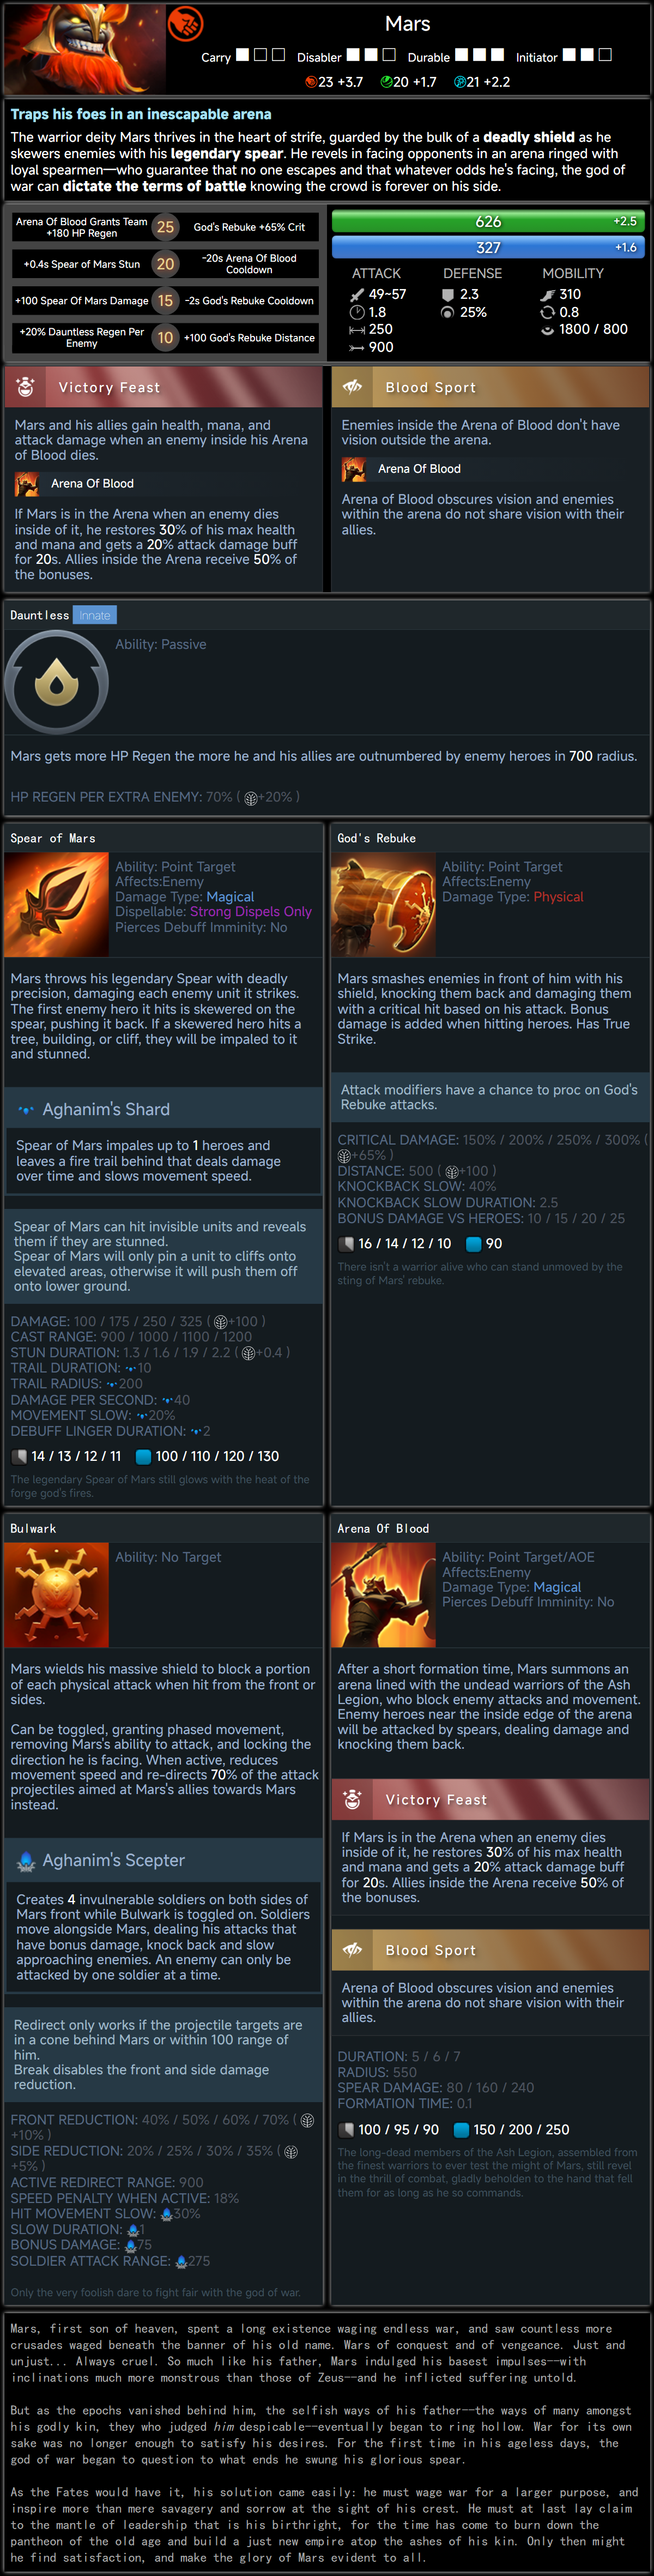 Mars
Carry Disabler Durable Initiator
23 +3.7 20 +1.7 21 +2.2
Traps his foes in an inescapable arena
The warrior deity Mars thrives in the heart of strife, guarded by the bulk of a deadly shield as he
skewers enemies with his legendary spear. He revels in facing opponents in an arena ringed with
loyal spearmen—who guarantee that no one escapes and that whatever odds he's facing, the god of
war can dictate the terms of battle knowing the crowd is forever on his side.
Arena Of Blood Grants Team
+180 HP Regen
25
God's Rebuke +65% Crit
+0.4s Spear of Mars Stun
20
-20s Arena Of Blood
Cooldown
+100 Spear Of Mars Damage
15
-2s God's Rebuke Cooldown
+20% Dauntless Regen Per
Enemy
10
+100 God's Rebuke Distance
626 +2.5
327 +1.6
ATTACK DEFENSE MOBILITY
49~57 2.3 310
1.8 25% 0.8
250 1800 / 800
900
Victory Feast
Mars and his allies gain health, mana, and
attack damage when an enemy inside his Arena
of Blood dies.
Arena Of Blood
If Mars is in the Arena when an enemy dies
inside of it, he restores 30% of his max health
and mana and gets a 20% attack damage buff
for 20s. Allies inside the Arena receive 50% of
the bonuses.
Blood Sport
Enemies inside the Arena of Blood don't have
vision outside the arena.
Arena Of Blood
Arena of Blood obscures vision and enemies
within the arena do not share vision with their
allies.
Dauntless Innate
Ability: Passive
Mars gets more HP Regen the more he and his allies are outnumbered by enemy heroes in 700 radius.
HP REGEN PER EXTRA ENEMY: 70% ( +20% )
Spear of Mars
Ability: Point Target
Affects:Enemy
Damage Type: Magical
Dispellable: Strong Dispels Only
Pierces Debuff Imminity: No
Mars throws his legendary Spear with deadly
precision, damaging each enemy unit it strikes.
The first enemy hero it hits is skewered on the
spear, pushing it back. If a skewered hero hits a
tree, building, or cliff, they will be impaled to it
and stunned.
Aghanim's Shard
Spear of Mars impales up to 1 heroes and
leaves a fire trail behind that deals damage
over time and slows movement speed.
Spear of Mars can hit invisible units and reveals
them if they are stunned.
Spear of Mars will only pin a unit to cliffs onto
elevated areas, otherwise it will push them off
onto lower ground.
DAMAGE: 100 / 175 / 250 / 325 ( +100 )
CAST RANGE: 900 / 1000 / 1100 / 1200
STUN DURATION: 1.3 / 1.6 / 1.9 / 2.2 ( +0.4 )
TRAIL DURATION: 10
TRAIL RADIUS: 200
DAMAGE PER SECOND: 40
MOVEMENT SLOW: 20%
DEBUFF LINGER DURATION: 2
14 / 13 / 12 / 11 100 / 110 / 120 / 130
The legendary Spear of Mars still glows with the heat of the
forge god's fires.
God's Rebuke
Ability: Point Target
Affects:Enemy
Damage Type: Physical
Mars smashes enemies in front of him with his
shield, knocking them back and damaging them
with a critical hit based on his attack. Bonus
damage is added when hitting heroes. Has True
Strike.
Attack modifiers have a chance to proc on God's
Rebuke attacks.
CRITICAL DAMAGE: 150% / 200% / 250% / 300% (
+65% )
DISTANCE: 500 ( +100 )
KNOCKBACK SLOW: 40%
KNOCKBACK SLOW DURATION: 2.5
BONUS DAMAGE VS HEROES: 10 / 15 / 20 / 25
16 / 14 / 12 / 10 90
There isn't a warrior alive who can stand unmoved by the
sting of Mars' rebuke.
Bulwark
Ability: No Target
Mars wields his massive shield to block a portion
of each physical attack when hit from the front or
sides.
Can be toggled, granting phased movement,
removing Mars's ability to attack, and locking the
direction he is facing. When active, reduces
movement speed and re-directs 70% of the attack
projectiles aimed at Mars's allies towards Mars
instead.
Aghanim's Scepter
Creates 4 invulnerable soldiers on both sides of
Mars front while Bulwark is toggled on. Soldiers
move alongside Mars, dealing his attacks that
have bonus damage, knock back and slow
approaching enemies. An enemy can only be
attacked by one soldier at a time.
Redirect only works if the projectile targets are
in a cone behind Mars or within 100 range of
him.
Break disables the front and side damage
reduction.
FRONT REDUCTION: 40% / 50% / 60% / 70% (
+10% )
SIDE REDUCTION: 20% / 25% / 30% / 35% (
+5% )
ACTIVE REDIRECT RANGE: 900
SPEED PENALTY WHEN ACTIVE: 18%
HIT MOVEMENT SLOW: 30%
SLOW DURATION: 1
BONUS DAMAGE: 75
SOLDIER ATTACK RANGE: 275
Only the very foolish dare to fight fair with the god of war.
Arena Of Blood
Ability: Point Target/AOE
Affects:Enemy
Damage Type: Magical
Pierces Debuff Imminity: No
After a short formation time, Mars summons an
arena lined with the undead warriors of the Ash
Legion, who block enemy attacks and movement.
Enemy heroes near the inside edge of the arena
will be attacked by spears, dealing damage and
knocking them back.
Victory Feast
If Mars is in the Arena when an enemy dies
inside of it, he restores 30% of his max health
and mana and gets a 20% attack damage buff
for 20s. Allies inside the Arena receive 50% of
the bonuses.
Blood Sport
Arena of Blood obscures vision and enemies
within the arena do not share vision with their
allies.
DURATION: 5 / 6 / 7
RADIUS: 550
SPEAR DAMAGE: 80 / 160 / 240
FORMATION TIME: 0.1
100 / 95 / 90 150 / 200 / 250
The long-dead members of the Ash Legion, assembled from
the finest warriors to ever test the might of Mars, still revel
in the thrill of combat, gladly beholden to the hand that fell
them for as long as he so commands.
Mars, first son of heaven, spent a long existence waging endless war, and saw countless more
crusades waged beneath the banner of his old name. Wars of conquest and of vengeance. Just and
unjust... Always cruel. So much like his father, Mars indulged his basest impulses--with
inclinations much more monstrous than those of Zeus--and he inflicted suffering untold.
But as the epochs vanished behind him, the selfish ways of his father--the ways of many amongst
his godly kin, they who judged him despicable--eventually began to ring hollow. War for its own
sake was no longer enough to satisfy his desires. For the first time in his ageless days, the
god of war began to question to what ends he swung his glorious spear.
As the Fates would have it, his solution came easily: he must wage war for a larger purpose, and
inspire more than mere savagery and sorrow at the sight of his crest. He must at last lay claim
to the mantle of leadership that is his birthright, for the time has come to burn down the
pantheon of the old age and build a just new empire atop the ashes of his kin. Only then might
he find satisfaction, and make the glory of Mars evident to all.